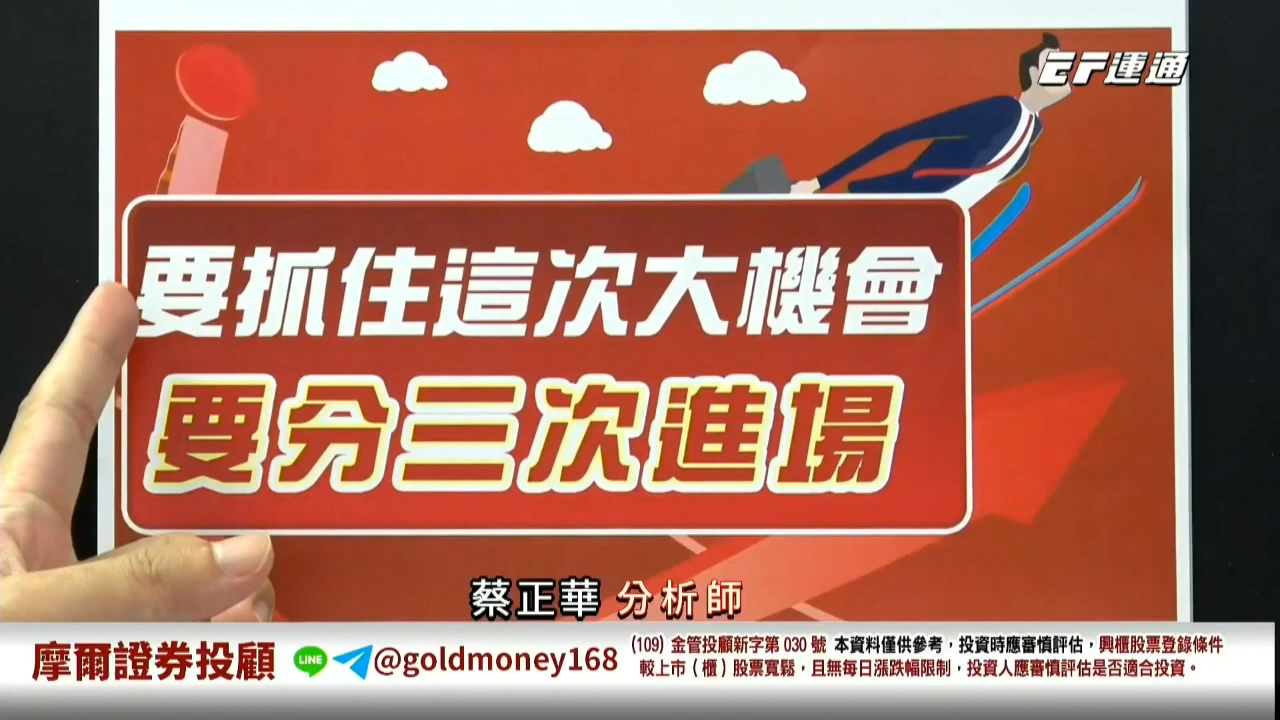 EF運通
要抓住這次大機會
要分三次進場
蔡正華 分析師
摩爾證券投顧
LINE
@goldmoney168
(109) 金管投顧新字第 030 號 本資料僅供參考，投資時應審慎評估，興櫃股票登錄條件
較上市（櫃）股票寬鬆，且無每日漲跌幅限制，投資人應審慎評估是否適合投資。